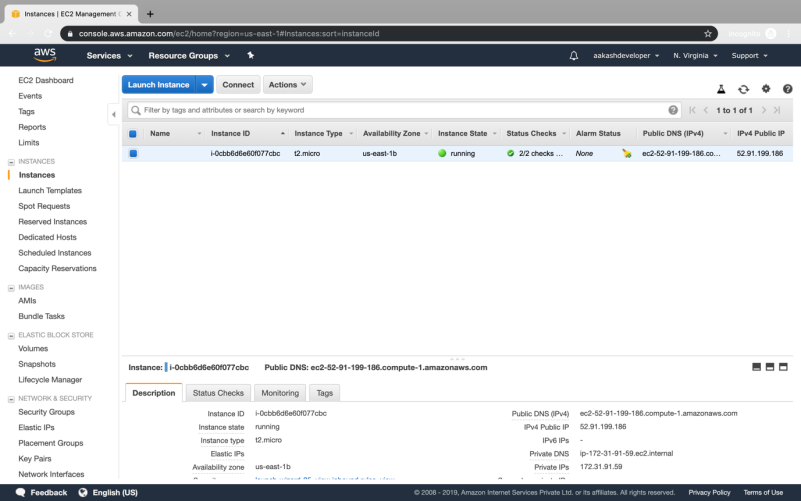 Instances | EC2 Management C
console.aws.amazon.com/ec2/home?region=us-east-1#Instances:sort=instanceId
Incognito
aws Services Resource Groups aakashdeveloper N. Virginia Support
EC2 Dashboard
Events
Tags
Reports
Limits
INSTANCES
Instances
Launch Templates
Spot Requests
Reserved Instances
Dedicated Hosts
Scheduled Instances
Capacity Reservations
IMAGES
AMIs
Bundle Tasks
ELASTIC BLOCK STORE
Volumes
Snapshots
Lifecycle Manager
NETWORK & SECURITY
Security Groups
Elastic IPs
Placement Groups
Key Pairs
Network Interfaces
Launch Instance Connect Actions
Filter by tags and attributes or search by keyword 1 to 1 of 1
Name Instance ID Instance Type Availability Zone Instance State Status Checks Alarm Status Public DNS (IPv4) IPv4 Public IP
i-0cbb6d6e60f077cbc t2.micro us-east-1b running 2/2 checks ... None ec2-52-91-199-186.co... 52.91.199.186
Instance: i-0cbb6d6e60f077cbc Public DNS: ec2-52-91-199-186.compute-1.amazonaws.com
Description Status Checks Monitoring Tags
Instance ID i-0cbb6d6e60f077cbc Public DNS (IPv4) ec2-52-91-199-186.compute-1.amazonaws.com
Instance state running IPv4 Public IP 52.91.199.186
Instance type t2.micro IPv6 IPs -
Elastic IPs Private DNS ip-172-31-91-59.ec2.internal
Availability zone us-east-1b Private IPs 172.31.91.59
Feedback English (US) © 2008 - 2019, Amazon Internet Services Private Ltd. or its affiliates. All rights reserved. Privacy Policy Terms of Use